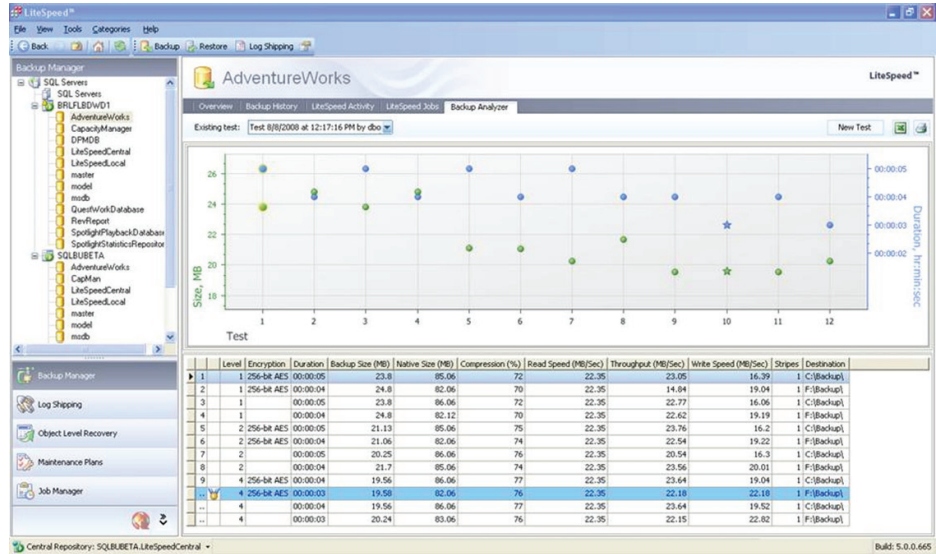 LiteSpeed™
File View Tools Categories Help
Back Backup Restore Log Shipping
Backup Manager
SQL Servers
SQL Servers
BRLFLBDWD1
AdventureWorks
CapacityManager
DPMDB
LiteSpeedCentral
LiteSpeedLocal
master
model
msdb
QuestWorkDatabase
RevReport
SpotlightPlaybackDatabase
SpotlightStatisticsRepositor
SQLBUBETA
AdventureWorks
CapMan
LiteSpeedCentral
LiteSpeedLocal
master
model
msdb
Backup Manager
Log Shipping
Object Level Recovery
Maintenance Plans
Job Manager
AdventureWorks
LiteSpeed™
Overview Backup History LiteSpeed Activity LiteSpeed Jobs Backup Analyzer
Existing test: Test 8/8/2008 at 12:17:16 PM by dbo New Test
Size, MB
26
24
22
20
18
00:00:05
00:00:04
00:00:03
00:00:02
Duration, hr:min:sec
1 2 3 4 5 6 7 8 9 10 11 12
Test
Level Encryption Duration Backup Size (MB) Native Size (MB) Compression (%) Read Speed (MB/Sec) Throughput (MB/Sec) Write Speed (MB/Sec) Stripes Destination
1 1 256-bit AES 00:00:05 23.8 85.06 72 22.35 23.05 16.39 1 C:\Backup\
2 1 256-bit AES 00:00:04 24.8 82.06 70 22.35 14.84 19.04 1 F:\Backup\
3 1 00:00:05 23.8 86.06 72 22.35 22.77 16.06 1 C:\Backup\
4 1 00:00:04 24.8 82.12 70 22.35 22.62 19.19 1 F:\Backup\
5 2 256-bit AES 00:00:05 21.13 85.06 75 22.35 23.76 16.2 1 C:\Backup\
6 2 256-bit AES 00:00:04 21.06 82.06 74 22.35 22.54 19.22 1 F:\Backup\
7 2 00:00:05 20.25 86.06 76 22.35 20.54 16.3 1 C:\Backup\
8 2 00:00:04 21.7 85.06 74 22.35 23.56 20.01 1 F:\Backup\
9 4 256-bit AES 00:00:04 19.56 86.06 77 22.35 23.64 19.04 1 C:\Backup\
.. 4 256-bit AES 00:00:03 19.58 82.06 76 22.35 22.18 22.18 1 F:\Backup\
.. 4 00:00:04 19.56 86.06 77 22.35 23.64 19.52 1 C:\Backup\
.. 4 00:00:03 20.24 83.06 76 22.35 22.15 22.82 1 F:\Backup\
Central Repository: SQLBUBETA.LiteSpeedCentral Build: 5.0.0.665